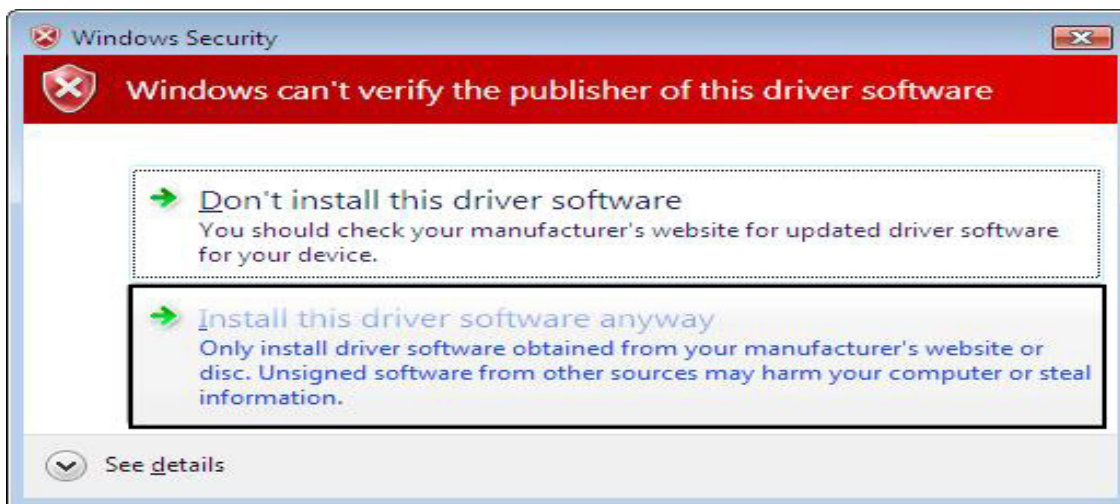 Windows Security
Windows can't verify the publisher of this driver software
Don't install this driver software
You should check your manufacturer's website for updated driver software
for your device.
Install this driver software anyway
Only install driver software obtained from your manufacturer's website or
disc. Unsigned software from other sources may harm your computer or steal
information.
See details